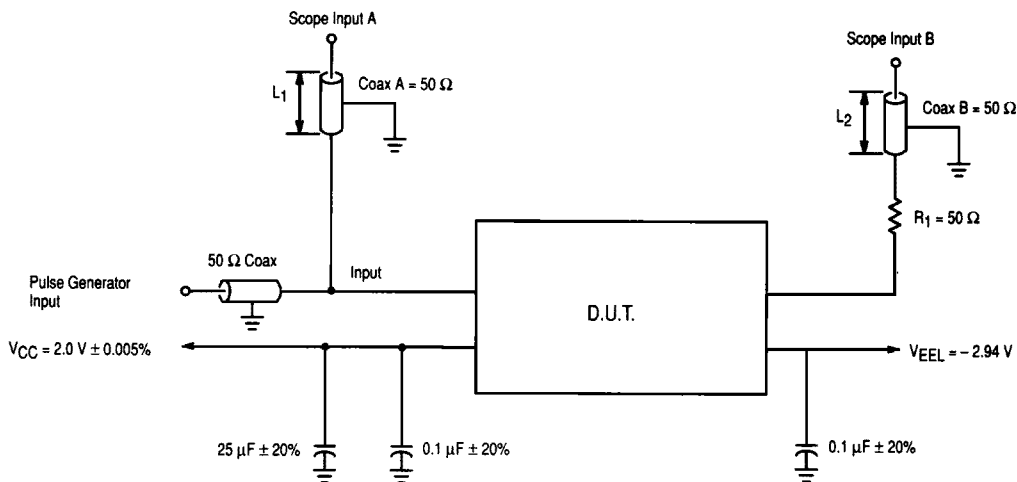 Scope Input A
Scope Input B
L1
Coax A = 50 Ω
L2
Coax B = 50 Ω
R1 = 50 Ω
50 Ω Coax
Input
Pulse Generator
Input
D.U.T.
VCC = 2.0 V ± 0.005%
VEEL = – 2.94 V
25 µF ± 20%
0.1 µF ± 20%
0.1 µF ± 20%